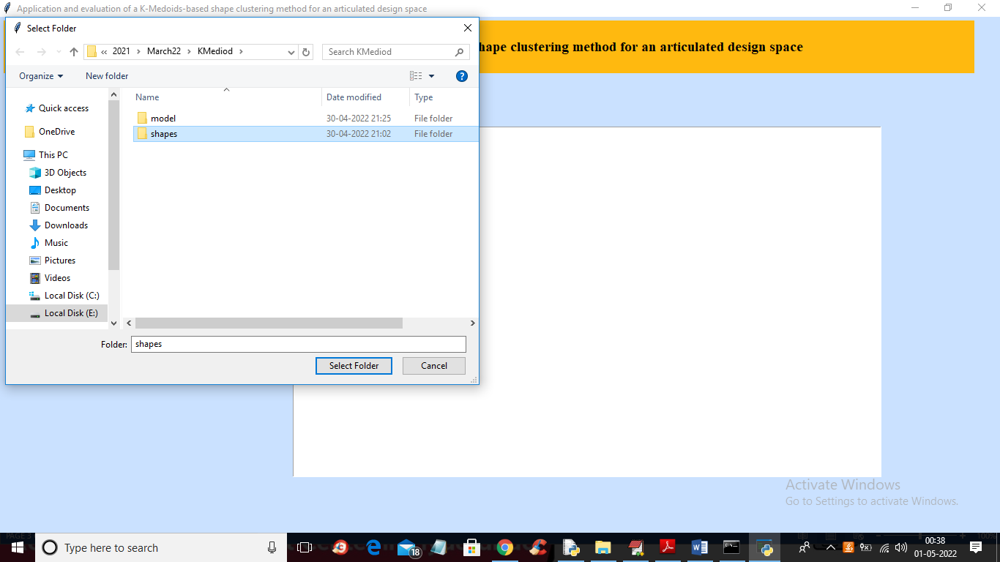 Application and evaluation of a K-Medoids-based shape clustering method for an articulated design space
Select Folder
hape clustering method for an articulated design space
« 2021 › March22 › KMediod ›
Search KMediod
Organize
New folder
?
Name
Date modified
Type
Quick access
OneDrive
This PC
3D Objects
Desktop
Documents
Downloads
Music
Pictures
Videos
Local Disk (C:)
Local Disk (E:)
model 30-04-2022 21:25 File folder
shapes 30-04-2022 21:02 File folder
Folder: shapes
Select Folder
Cancel
Activate Windows
Go to Settings to activate Windows.
PAGE 3
100%
Type here to search
18
00:38
01-05-2022